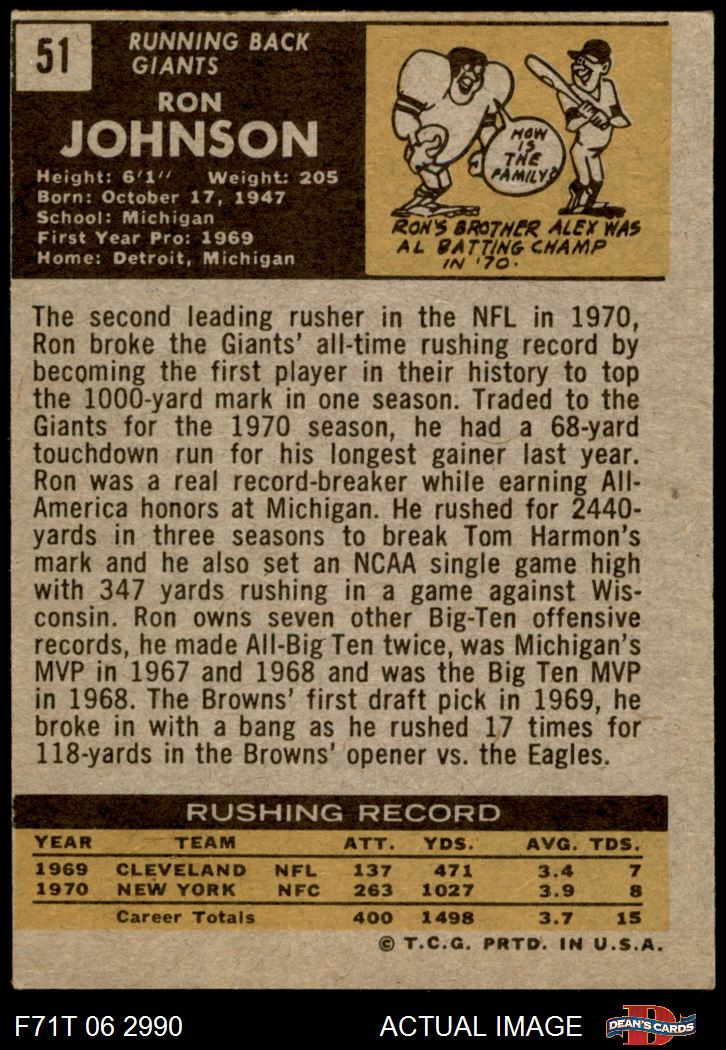 51
RUNNING BACK
GIANTS
RON
JOHNSON
Height: 6'1" Weight: 205
Born: October 17, 1947
School: Michigan
First Year Pro: 1969
Home: Detroit, Michigan
HOW
IS
THE
FAMILY?
RON'S BROTHER ALEX WAS
AL BATTING CHAMP
IN '70.
The second leading rusher in the NFL in 1970,
Ron broke the Giants' all-time rushing record by
becoming the first player in their history to top
the 1000-yard mark in one season. Traded to the
Giants for the 1970 season, he had a 68-yard
touchdown run for his longest gainer last year.
Ron was a real record-breaker while earning All-
America honors at Michigan. He rushed for 2440-
yards in three seasons to break Tom Harmon's
mark and he also set an NCAA single game high
with 347 yards rushing in a game against Wis-
consin. Ron owns seven other Big-Ten offensive
records, he made All-Big Ten twice, was Michigan's
MVP in 1967 and 1968 and was the Big Ten MVP
in 1968. The Browns' first draft pick in 1969, he
broke in with a bang as he rushed 17 times for
118-yards in the Browns' opener vs. the Eagles.
RUSHING RECORD
YEAR TEAM ATT. YDS. AVG. TDS.
1969 CLEVELAND NFL 137 471 3.4 7
1970 NEW YORK NFC 263 1027 3.9 8
Career Totals 400 1498 3.7 15
© T.C.G. PRTD. IN U.S.A.
F71T 06 2990 ACTUAL IMAGE
D
DEAN'S CARDS